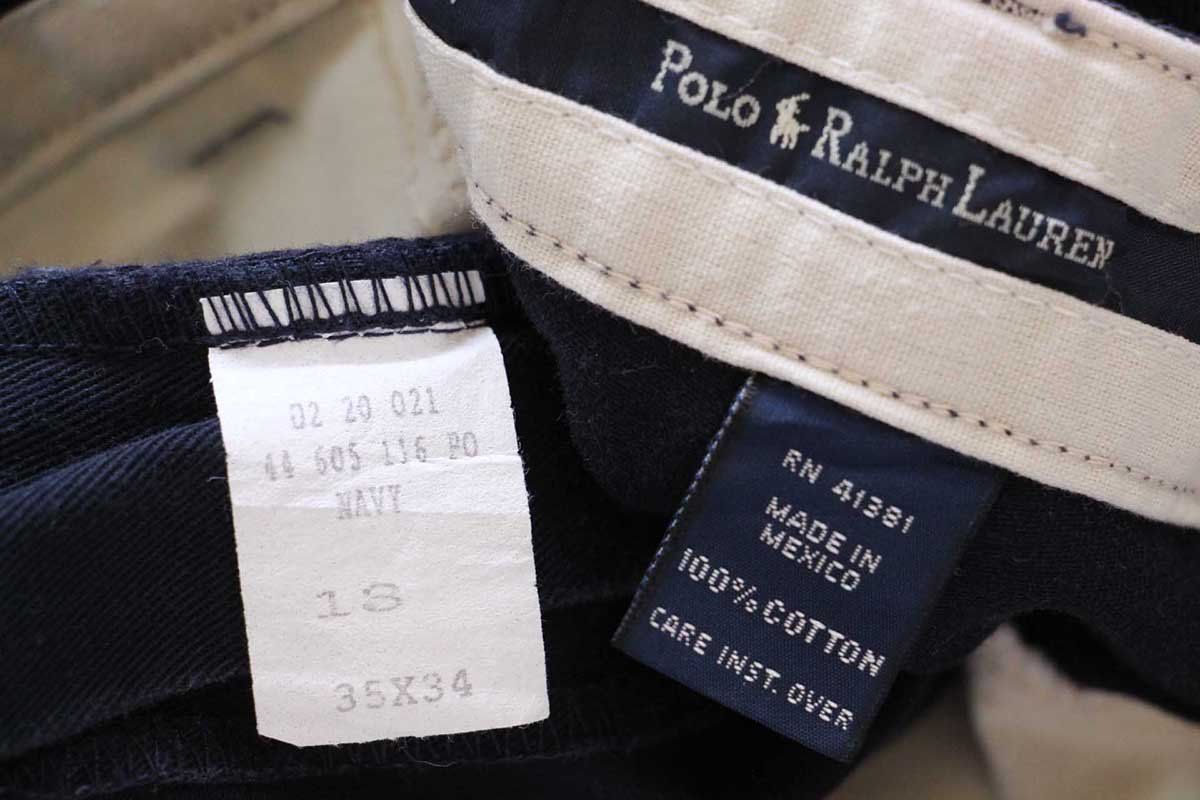 POLO RALPH LAUREN
02 20 021
44 605 116 PO
NAVY
18
35X34
RN 41381
MADE IN
MEXICO
100% COTTON
CARE INST. OVER